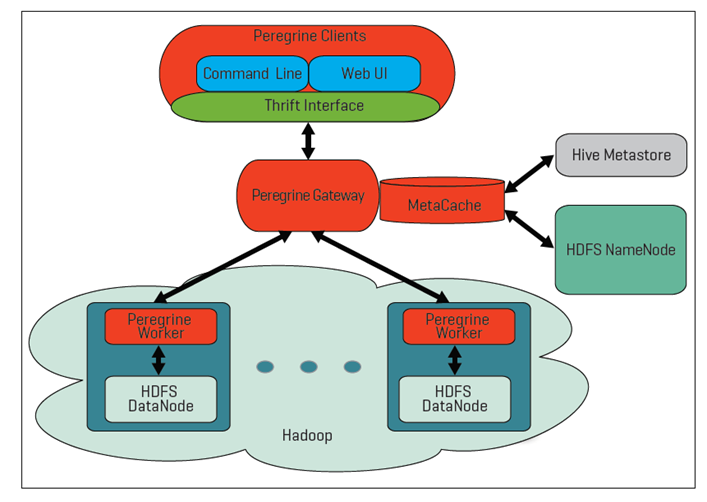 Peregrine Clients
Command Line
Web UI
Thrift Interface
Peregrine Gateway
MetaCache
Hive Metastore
HDFS NameNode
Peregrine
Worker
HDFS
DataNode
Peregrine
Worker
HDFS
DataNode
Hadoop